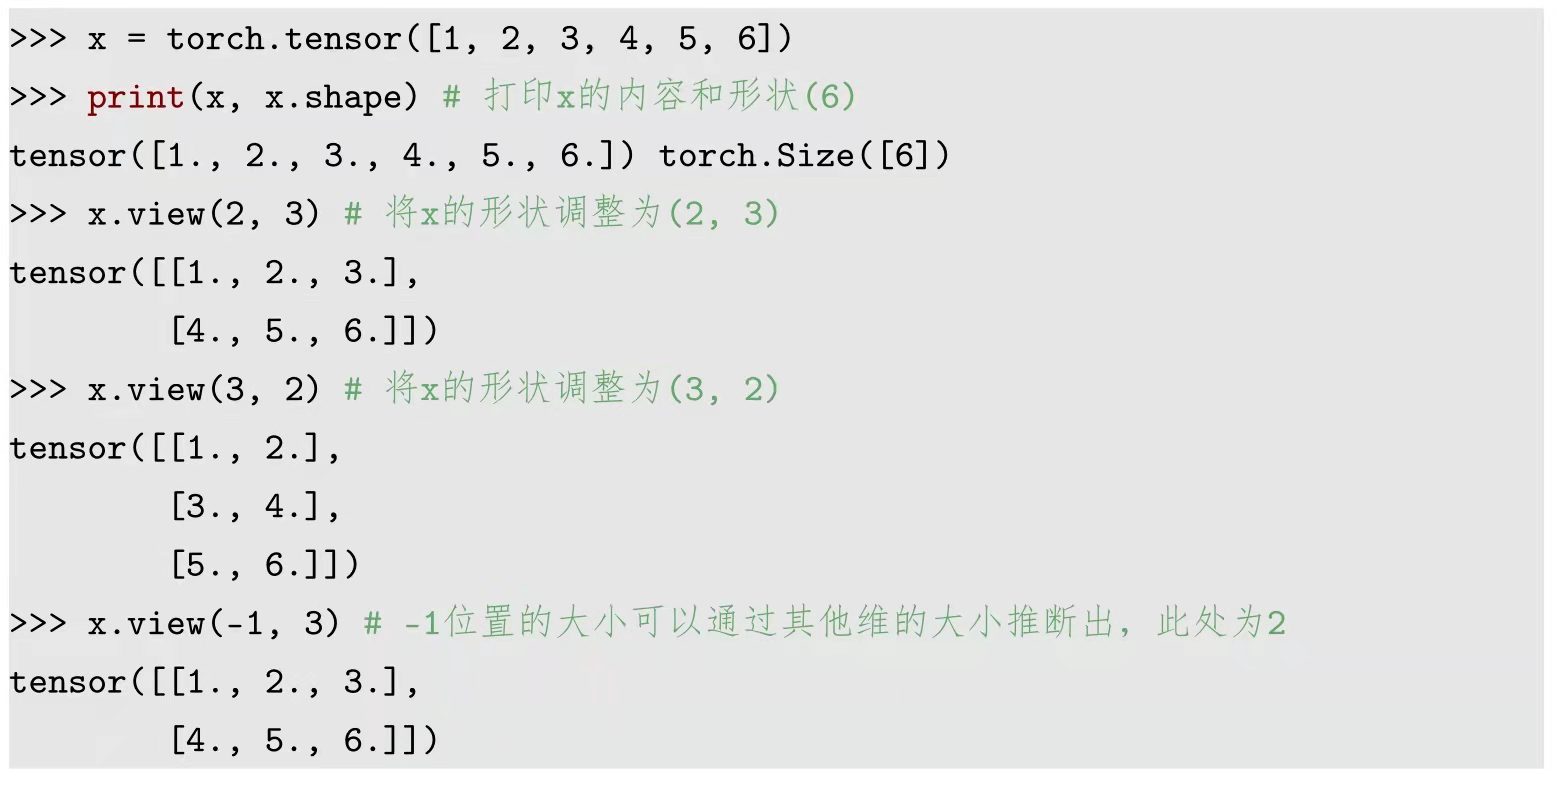 >>> x = torch.tensor([1, 2, 3, 4, 5, 6])
>>> print(x, x.shape) # 打印x的内容和形状(6)
tensor([1., 2., 3., 4., 5., 6.]) torch.Size([6])
>>> x.view(2, 3) # 将x的形状调整为(2, 3)
tensor([[1., 2., 3.],
        [4., 5., 6.]])
>>> x.view(3, 2) # 将x的形状调整为(3, 2)
tensor([[1., 2.],
        [3., 4.],
        [5., 6.]])
>>> x.view(-1, 3) # -1位置的大小可以通过其他维的大小推断出，此处为2
tensor([[1., 2., 3.],
        [4., 5., 6.]])